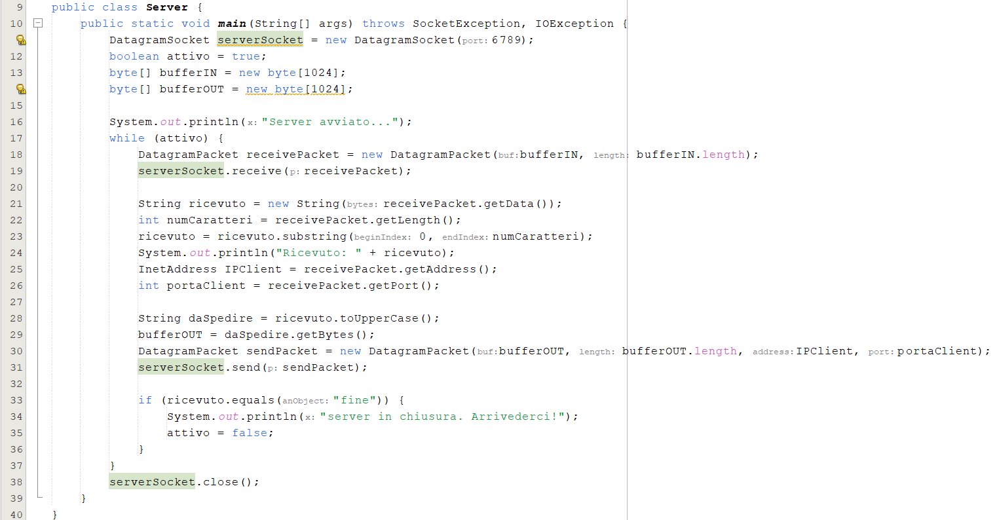 9 public class Server {
10 public static void main(String[] args) throws SocketException, IOException {
DatagramSocket serverSocket = new DatagramSocket(port: 6789);
12 boolean attivo = true;
13 byte[] bufferIN = new byte[1024];
byte[] bufferOUT = new byte[1024];
15
16 System.out.println(x: "Server avviato...");
17 while (attivo) {
18 DatagramPacket receivePacket = new DatagramPacket(buf: bufferIN, length: bufferIN.length);
19 serverSocket.receive(p: receivePacket);
20
21 String ricevuto = new String(bytes: receivePacket.getData());
22 int numCaratteri = receivePacket.getLength();
23 ricevuto = ricevuto.substring(beginIndex: 0, endIndex: numCaratteri);
24 System.out.println("Ricevuto: " + ricevuto);
25 InetAddress IPClient = receivePacket.getAddress();
26 int portaClient = receivePacket.getPort();
27
28 String daSpedire = ricevuto.toUpperCase();
29 bufferOUT = daSpedire.getBytes();
30 DatagramPacket sendPacket = new DatagramPacket(buf: bufferOUT, length: bufferOUT.length, address: IPClient, port: portaClient);
31 serverSocket.send(p: sendPacket);
32
33 if (ricevuto.equals(anObject: "fine")) {
34 System.out.println(x: "server in chiusura. Arrivederci!");
35 attivo = false;
36 }
37 }
38 serverSocket.close();
39 }
40 }